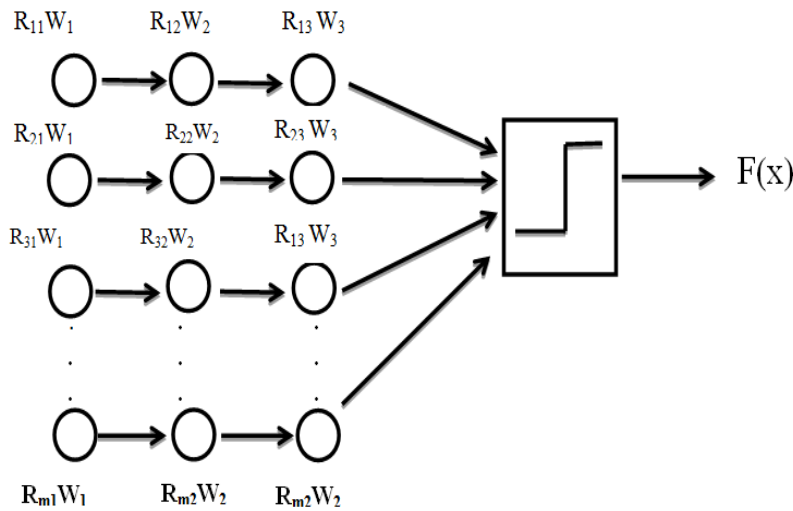 R₁₁W₁ R₁₂W₂ R₁₃W₃
R₂₁W₁ R₂₂W₂ R₂₃W₃
F(x)
R₃₁W₁ R₃₂W₂ R₁₃W₃
Rₘ₁W₁ Rₘ₂W₂ Rₘ₂W₂